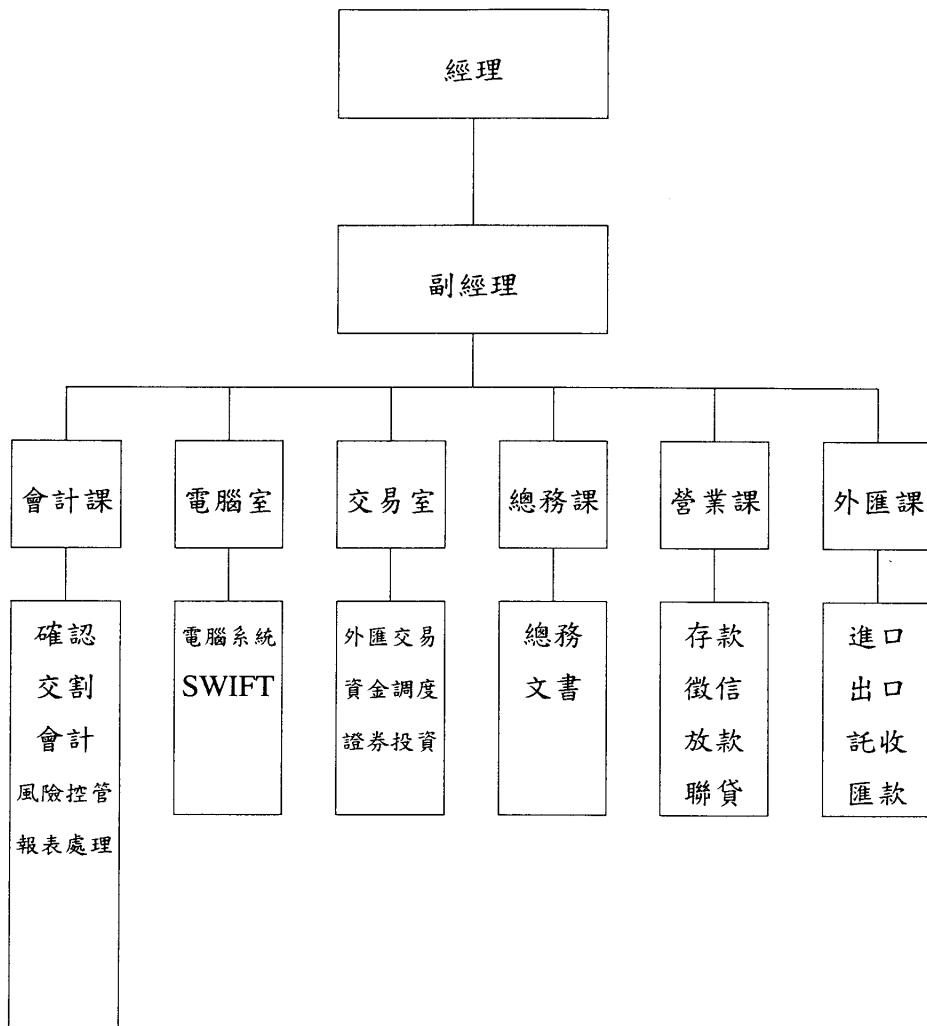 經理
副經理
會計課
電腦室
交易室
總務課
營業課
外匯課
確認
交割
會計
風險控管
報表處理
電腦系統
SWIFT
外匯交易
資金調度
證券投資
總務
文書
存款
徵信
放款
聯貸
進口
出口
託收
匯款